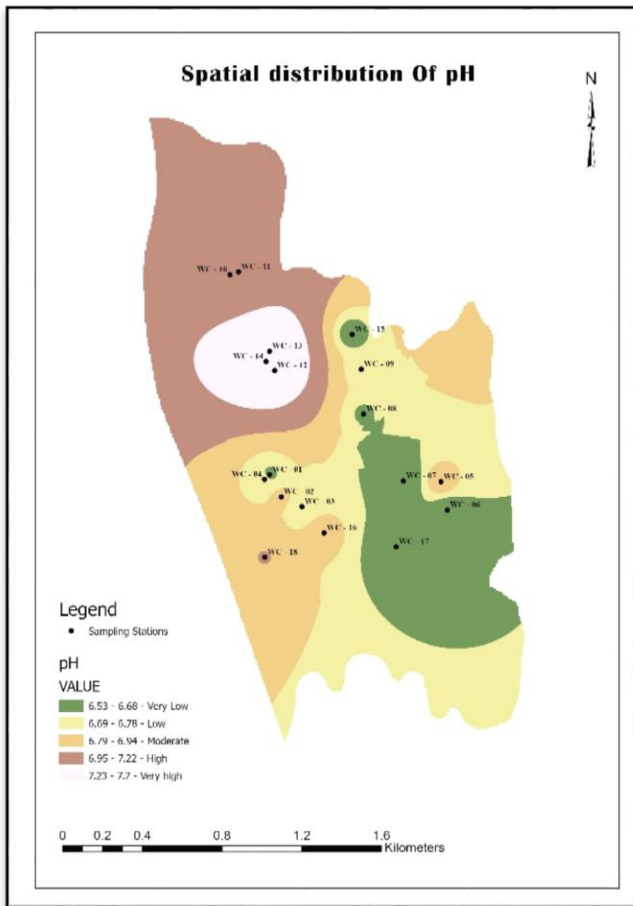 Spatial distribution Of pH
N
WC - 10
WC - 11
WC - 13
WC - 14
WC - 12
WC - 15
WC - 09
WC - 08
WC - 01
WC - 04
WC - 02
WC - 03
WC - 07
WC - 05
WC - 06
WC - 16
WC - 17
WC - 18
Legend
Sampling Stations
pH
VALUE
6.53 - 6.68 - Very Low
6.69 - 6.78 - Low
6.79 - 6.94 - Moderate
6.95 - 7.22 - High
7.23 - 7.7 - Very high
0 0.2 0.4 0.8 1.2 1.6
Kilometers